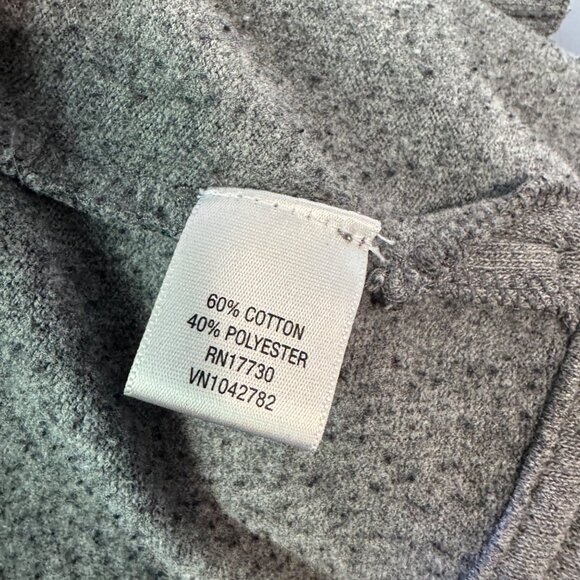 60% COTTON
40% POLYESTER
RN17730
VN1042782